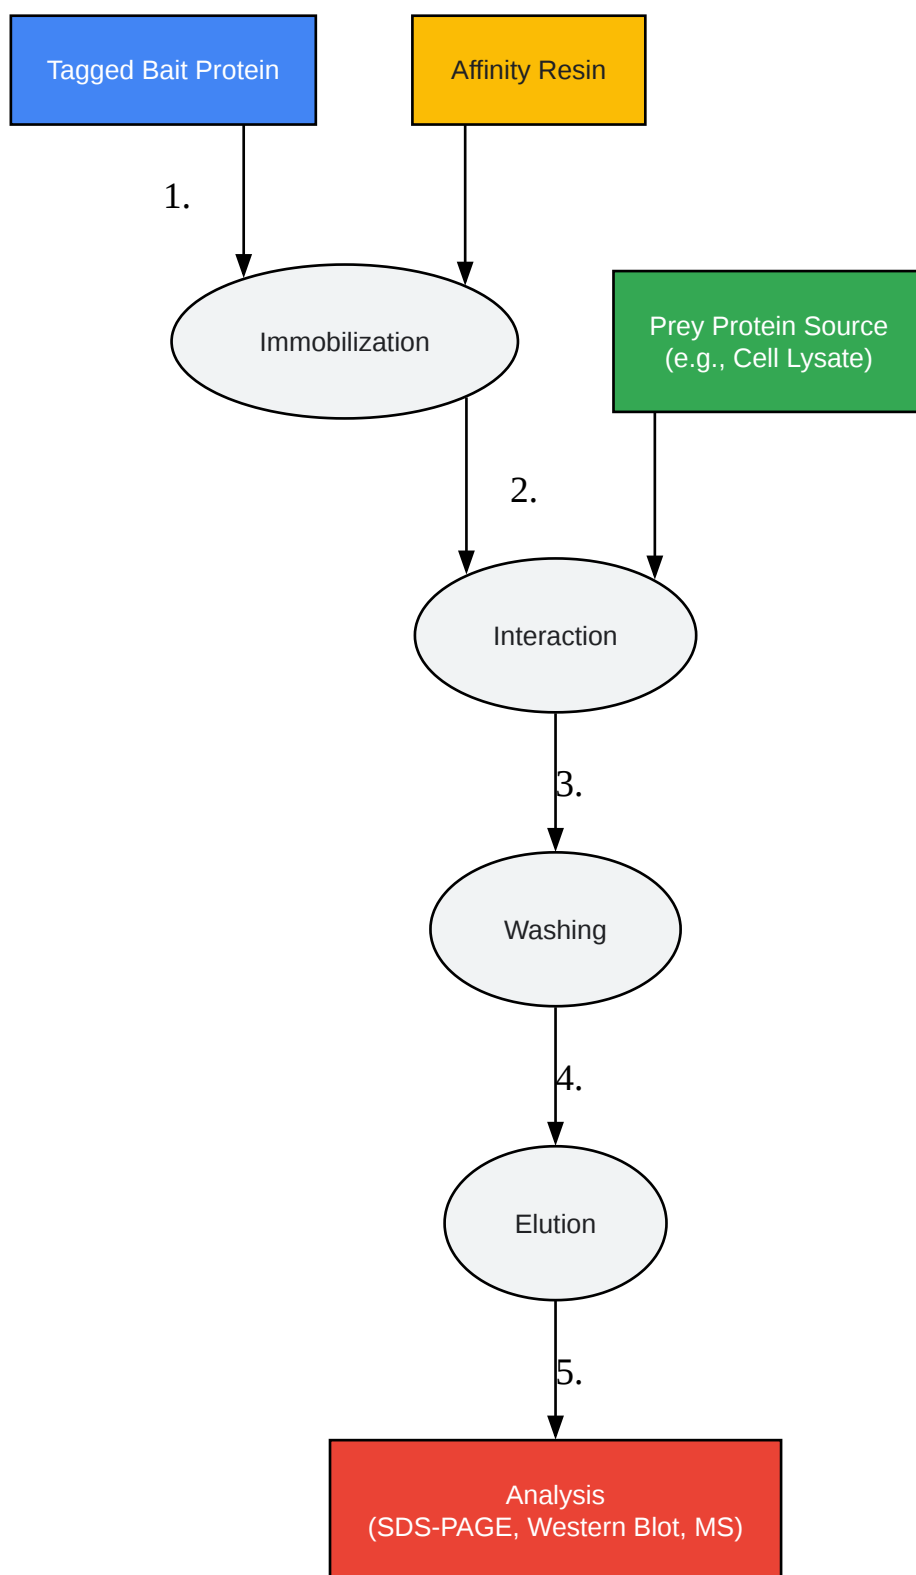 Tagged Bait Protein
Affinity Resin
1.
Immobilization
Prey Protein Source
(e.g., Cell Lysate)
2.
Interaction
3.
Washing
4.
Elution
5.
Analysis
(SDS-PAGE, Western Blot, MS)